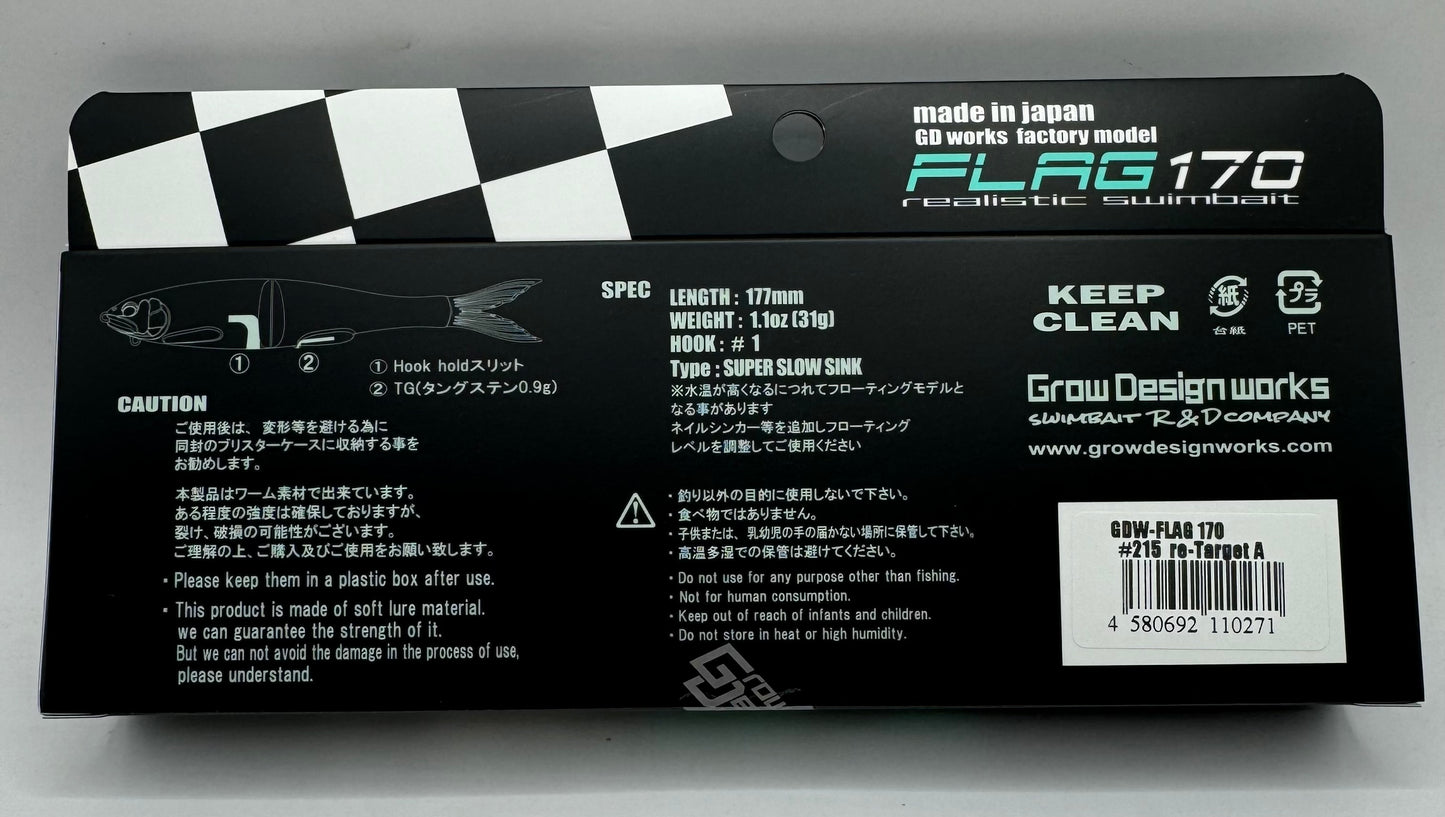 made in japan
GD works factory model
FLAG 170
realistic swimbait
①
②
① Hook holdスリット
② TG(タングステン0.9g)
CAUTION
ご使用後は、変形等を避ける為に
同封のブリスターケースに収納する事を
お勧めします。
本製品はワーム素材で出来ています。
ある程度の強度は確保しておりますが、
裂け、破損の可能性がございます。
ご理解の上、ご購入及びご使用をお願い致します。
・Please keep them in a plastic box after use.
・This product is made of soft lure material.
we can guarantee the strength of it.
But we can not avoid the damage in the process of use,
please understand.
SPEC
LENGTH : 177mm
WEIGHT : 1.1oz (31g)
HOOK : # 1
Type : SUPER SLOW SINK
※水温が高くなるにつれてフローティングモデルと
なる事があります
ネイルシンカー等を追加しフローティング
レベルを調整してご使用ください
・釣り以外の目的に使用しないで下さい。
・食べ物ではありません。
・子供または、乳幼児の手の届かない場所に保管して下さい。
・高温多湿での保管は避けてください。
・Do not use for any purpose other than fishing.
・Not for human consumption.
・Keep out of reach of infants and children.
・Do not store in heat or high humidity.
Grow
KEEP
CLEAN
紙
台紙
プラ
PET
Grow Design works
SWIMBAIT R&D COMPANY
www.growdesignworks.com
GDW-FLAG 170
#215 re-Target A
4 580692 110271